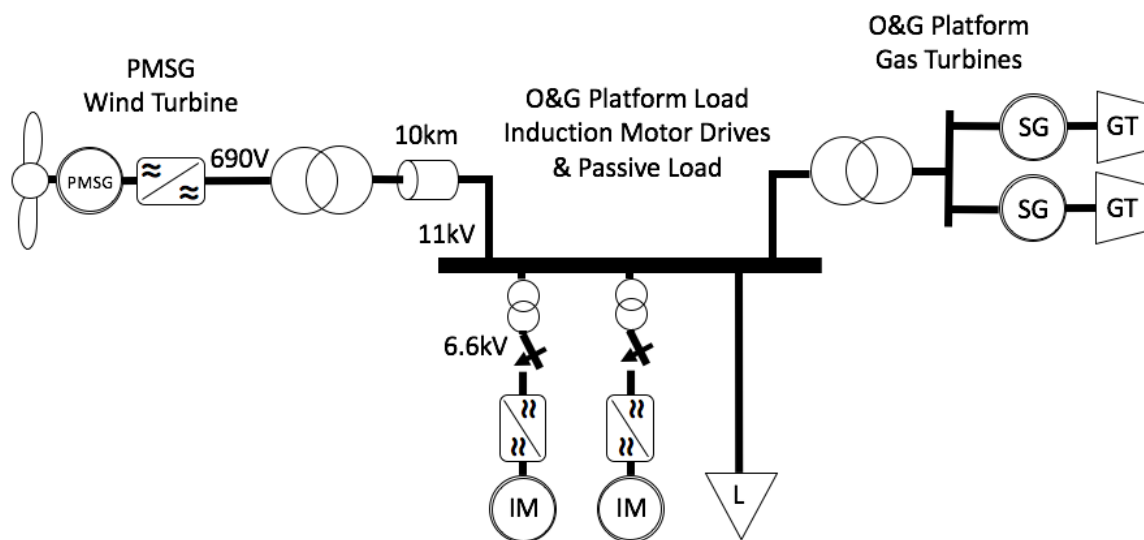 PMSG
Wind Turbine
O&G Platform
Gas Turbines
O&G Platform Load
Induction Motor Drives
& Passive Load
10km
690V
PMSG
11kV
SG
GT
SG
GT
6.6kV
IM
IM
L